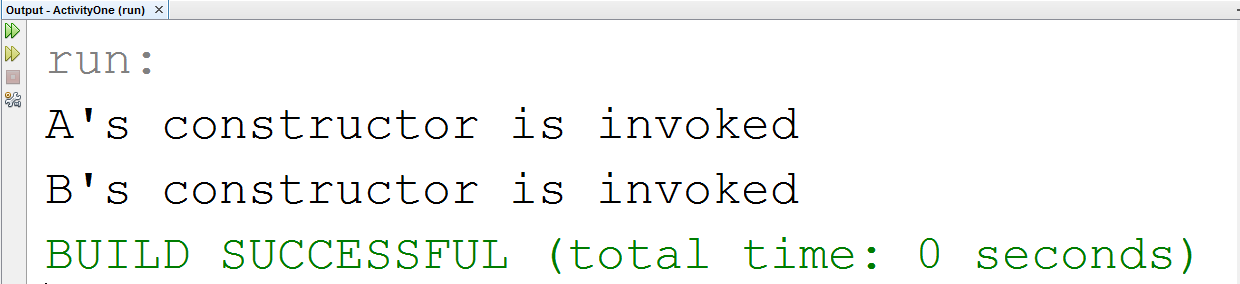 Output - ActivityOne (run)
run:
A's constructor is invoked
B's constructor is invoked
BUILD SUCCESSFUL (total time: 0 seconds)